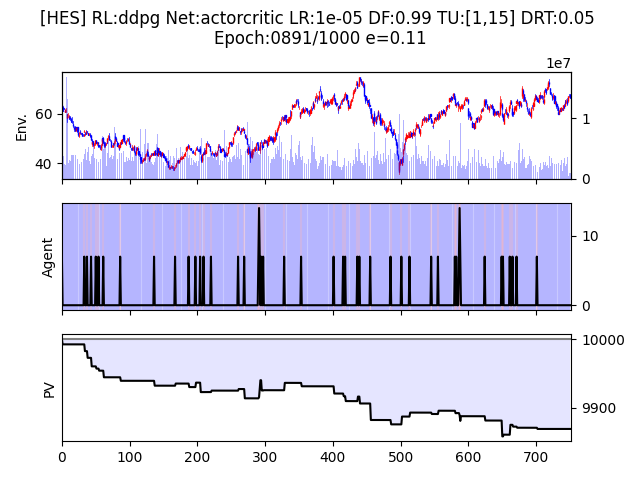 [HES] RL:ddpg Net:actorcritic LR:1e-05 DF:0.99 TU:[1,15] DRT:0.05
Epoch:0891/1000 e=0.11
1e7
Env.
60
40
1
0
Agent
10
0
PV
10000
9900
0 100 200 300 400 500 600 700